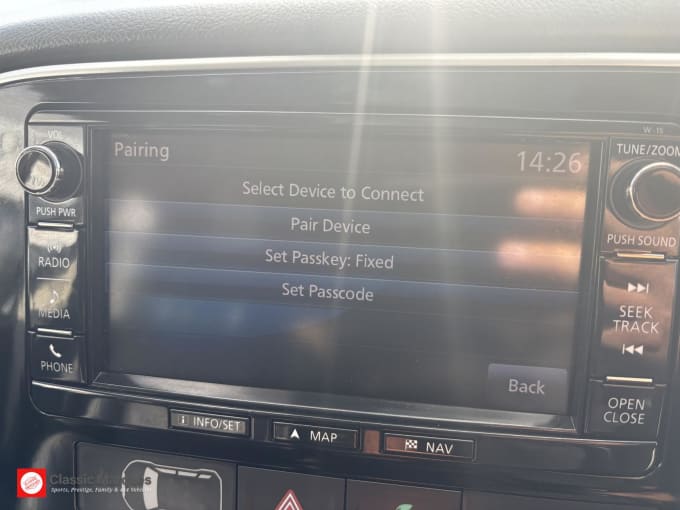 W-15
VOL
PUSH PWR
RADIO
MEDIA
PHONE
Pairing
14:26
Select Device to Connect
Pair Device
Set Passkey: Fixed
Set Passcode
Back
TUNE/ZOOM
PUSH SOUND
SEEK
TRACK
OPEN
CLOSE
i INFO/SET
MAP
NAV
Classic
Sports, Prestige, Family & 4x4 Vehicles